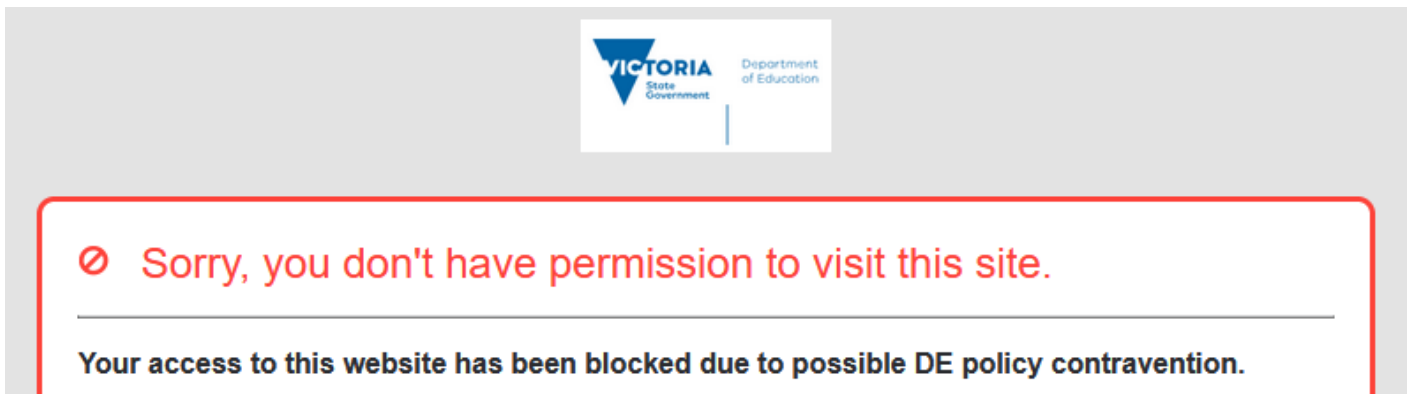 VICTORIA
State
Government
Department
of Education
Sorry, you don't have permission to visit this site.
Your access to this website has been blocked due to possible DE policy contravention.